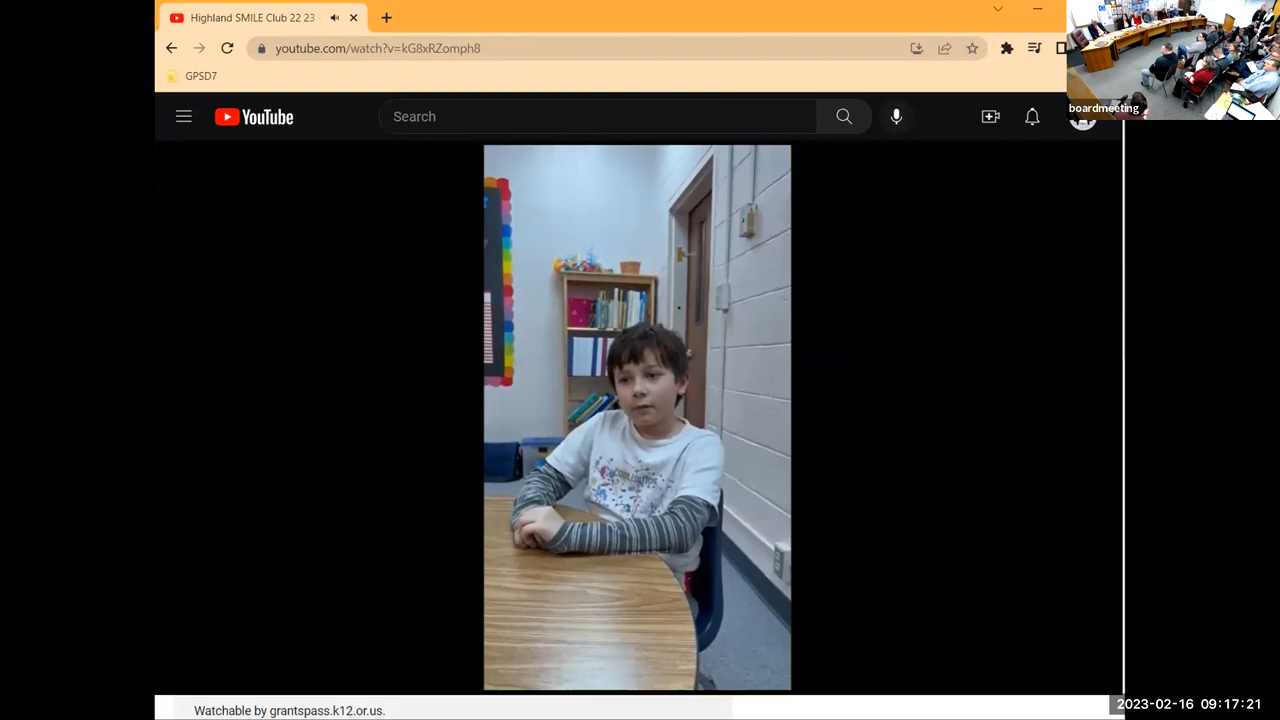 Highland SMILE Club 22 23
youtube.com/watch?v=kG8xRZomph8
GPSD7
boardmeeting
YouTube
Search
Watchable by grantspass.k12.or.us.
2023-02-16 09:17:21